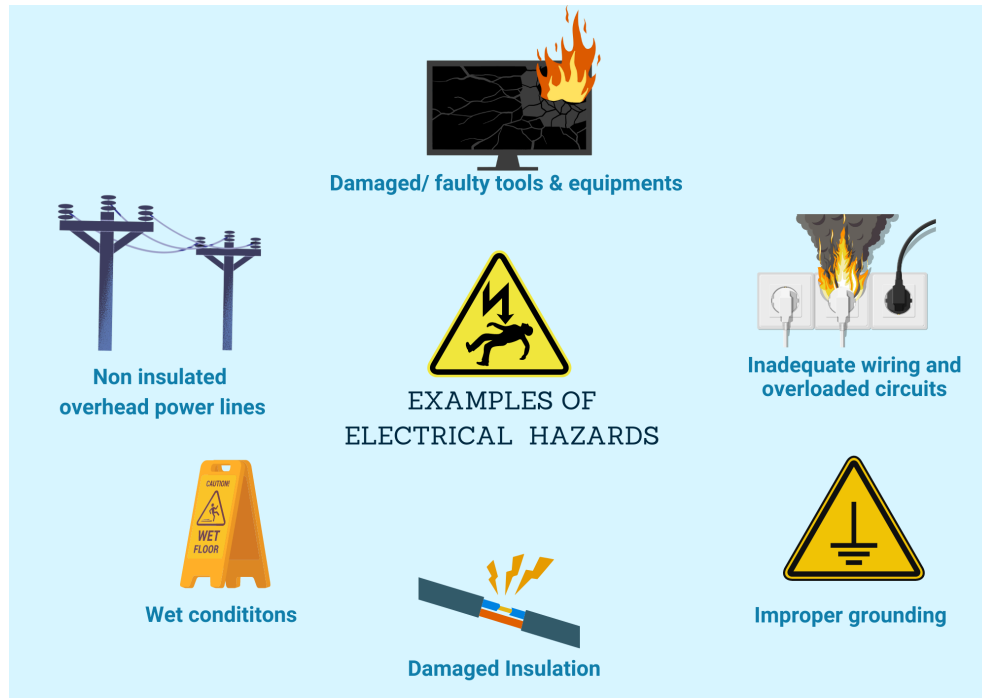 Damaged/ faulty tools & equipments
Non insulated
overhead power lines
Inadequate wiring and
overloaded circuits
EXAMPLES OF
ELECTRICAL HAZARDS
CAUTION!
WET
FLOOR
Wet condititons
Improper grounding
Damaged Insulation